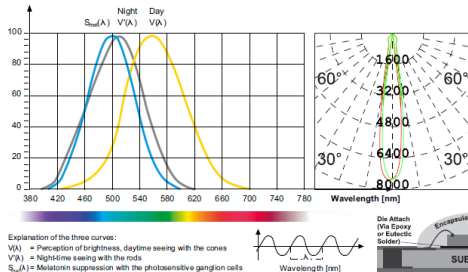 Night Day
Smel(λ) V'(λ) V(λ)
100
80
60
40
20
0
380 420 460 500 540 580 620 660 700 740 780
Wavelength [nm]
1600
3200
4800
6400
8000
60° 60°
30° 30°
Explanation of the three curves:
V(λ) = Perception of brightness, daytime seeing with the cones
V'(λ) = Night-time seeing with the rods
Smel(λ) = Melatonin suppression with the photosensitive ganglion cells
λ
Wavelength [nm]
Die Attach
(Via Epoxy
or Eutectic
Solder)
Encapsula
SUB